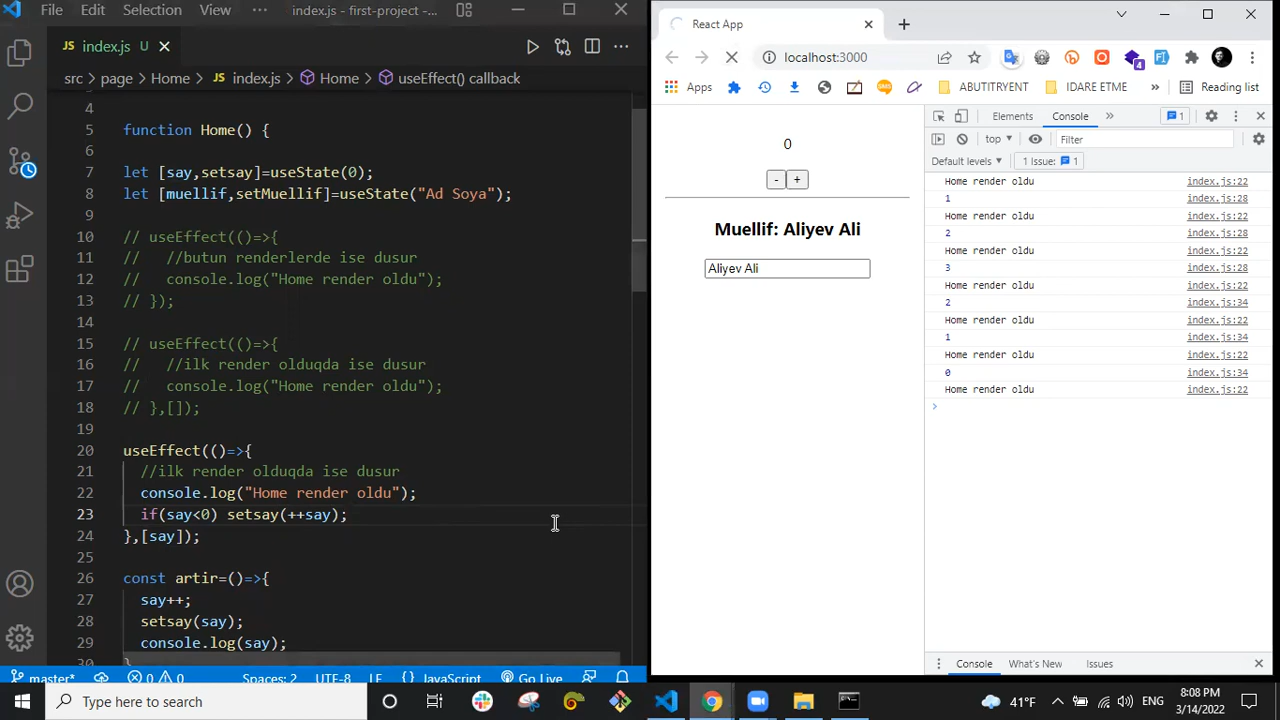 File Edit Selection View ··· index.js - first-project -...
index.js U
src > page > Home > JS index.js > Home > useEffect() callback
4
5 function Home() {
6
7 let [say,setsay]=useState(0);
8 let [muellif,setMuellif]=useState("Ad Soya");
9
10 // useEffect(()=>{
11 //   //butun renderlerde ise dusur
12 //   console.log("Home render oldu");
13 // });
14
15 // useEffect(()=>{
16 //   //ilk render olduqda ise dusur
17 //   console.log("Home render oldu");
18 // },[]);
19
20 useEffect(()=>{
21   //ilk render olduqda ise dusur
22   console.log("Home render oldu");
23   if(say<0) setsay(++say);
24 },[say]);
25
26 const artir=()=>{
27   say++;
28   setsay(say);
29   console.log(say);
30 }
master* 0 0 Spaces: 2 UTF-8 { } JavaScript Go Live
React App
localhost:3000
4
Apps SMS ABUTITRYENT IDARE ETME » Reading list
0
- +
Muellif: Aliyev Ali
Aliyev Ali
Elements Console » 1
top Filter
Default levels 1 Issue: 1
Home render oldu index.js:22
1 index.js:28
Home render oldu index.js:22
2 index.js:28
Home render oldu index.js:22
3 index.js:28
Home render oldu index.js:22
2 index.js:34
Home render oldu index.js:22
1 index.js:34
Home render oldu index.js:22
0 index.js:34
Home render oldu index.js:22
Console What's New Issues
Type here to search
41°F ENG 8:08 PM
3/14/2022